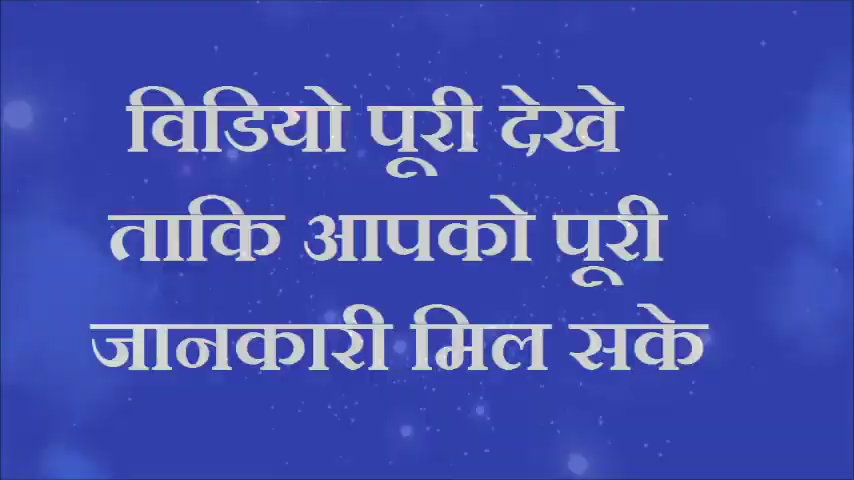 विडियो पूरी देखे
ताकि आपको पूरी
जानकारी मिल सके